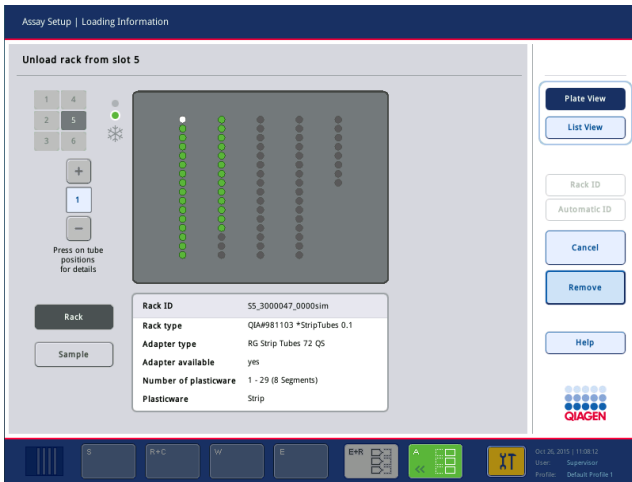 Assay Setup | Loading Information
Unload rack from slot 5
1 4
2 5
3 6
+
1
−
Press on tube
positions
for details
Rack
Sample
Rack ID S5_3000047_0000sim
Rack type QIA#981103 *StripTubes 0.1
Adapter type RG Strip Tubes 72 QS
Adapter available yes
Number of plasticware 1 - 29 (8 Segments)
Plasticware Strip
Plate View
List View
Rack ID
Automatic ID
Cancel
Remove
Help
QIAGEN
S R+C W E E+R A
Oct 26, 2015 | 11:08:12
User: Supervisor
Profile: Default Profile 1